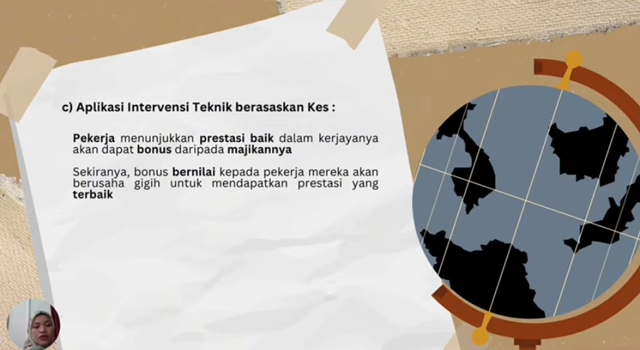 c) Aplikasi Intervensi Teknik berasaskan Kes :
Pekerja menunjukkan prestasi baik dalam kerjayanya
akan dapat bonus daripada majikannya
Sekiranya, bonus bernilai kepada pekerja mereka akan
berusaha gigih untuk mendapatkan prestasi yang
terbaik